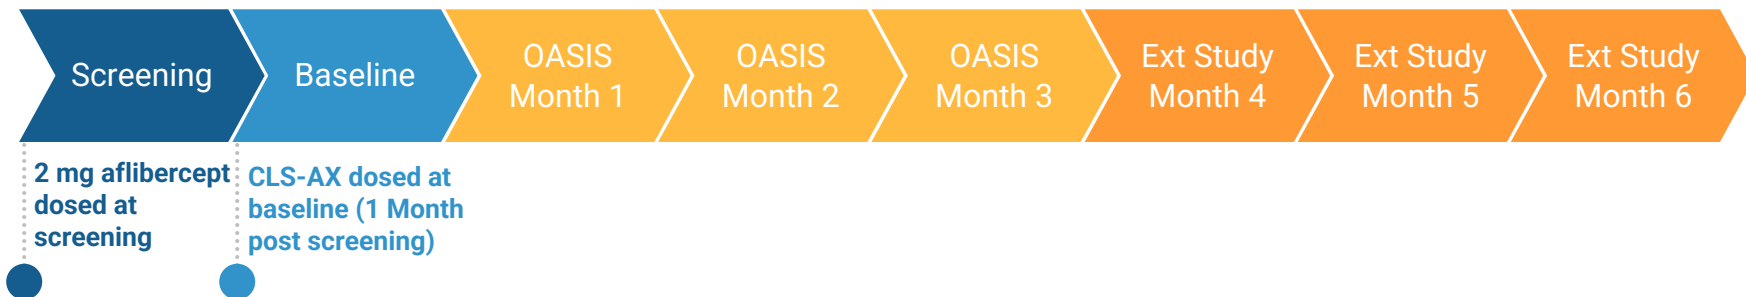 Screening
Baseline
OASIS
Month 1
OASIS
Month 2
OASIS
Month 3
Ext Study
Month 4
Ext Study
Month 5
Ext Study
Month 6
2 mg aflibercept
dosed at
screening
CLS-AX dosed at
baseline (1 Month
post screening)